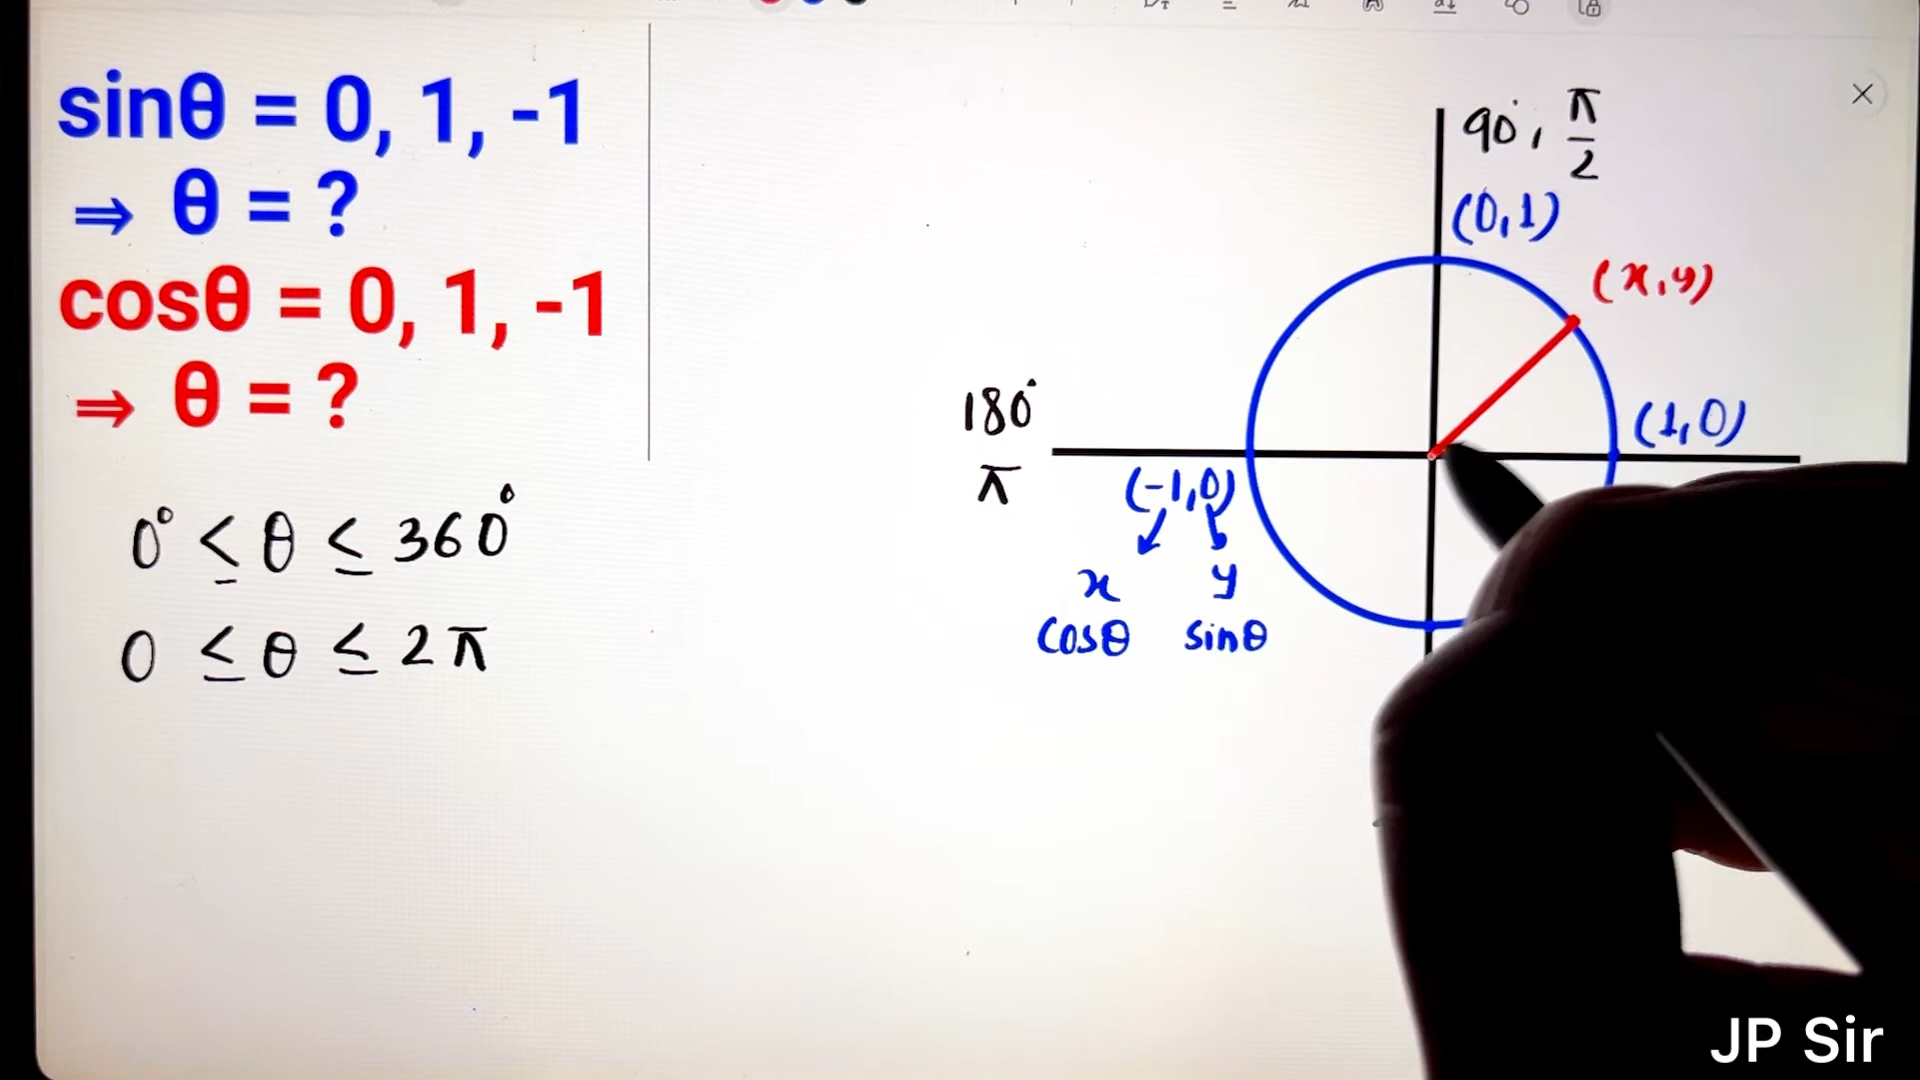 sinθ = 0, 1, -1
⇒ θ = ?
cosθ = 0, 1, -1
⇒ θ = ?
0° ≤ θ ≤ 360°
0 ≤ θ ≤ 2π
90°, π/2
(0,1)
(x,y)
180°
π
(1,0)
(-1,0)
x y
cosθ sinθ
JP Sir